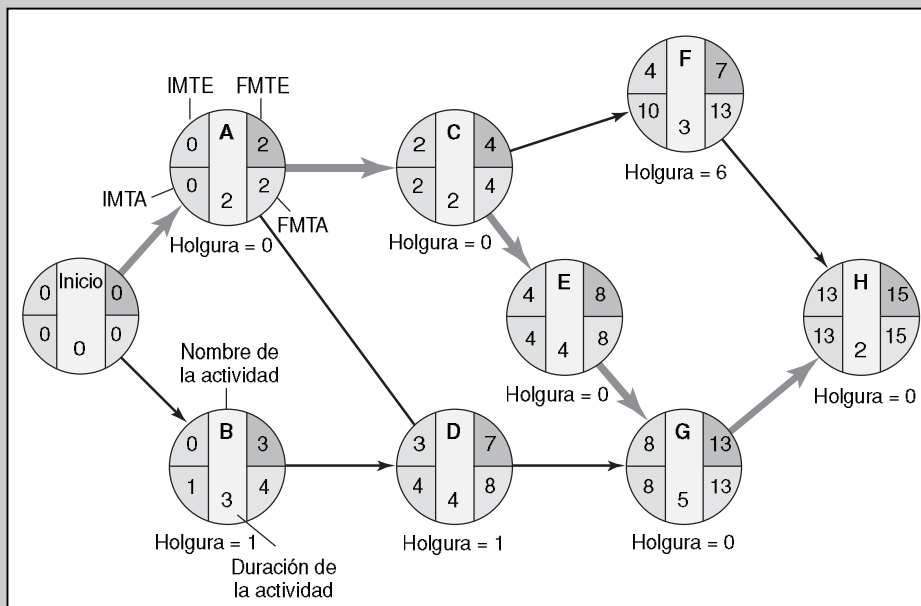 IMTE FMTE
A
0 2
0 2
2
IMTA
FMTA
Holgura = 0
C
2 4
2 4
2
Holgura = 0
F
4 7
10 13
3
Holgura = 6
Inicio
0 0
0 0
0
E
4 8
4 8
4
Holgura = 0
H
13 15
13 15
2
Holgura = 0
Nombre de
la actividad
B
0 3
1 4
3
Holgura = 1
Duración de
la actividad
D
3 7
4 8
4
Holgura = 1
G
8 13
8 13
5
Holgura = 0